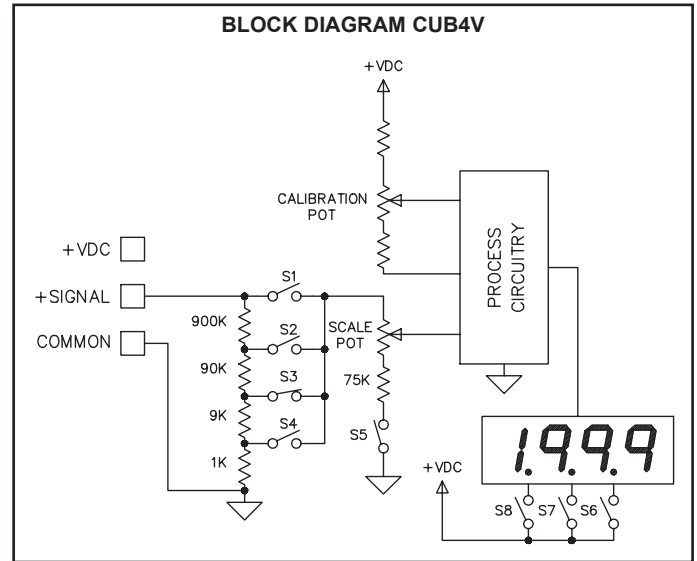 BLOCK DIAGRAM CUB4V
+VDC
CALIBRATION
POT
PROCESS
CIRCUITRY
+VDC
+SIGNAL
COMMON
S1
900K
S2
90K
S3
9K
S4
1K
SCALE
POT
75K
S5
1.9.9.9
+VDC
S8 S7 S6